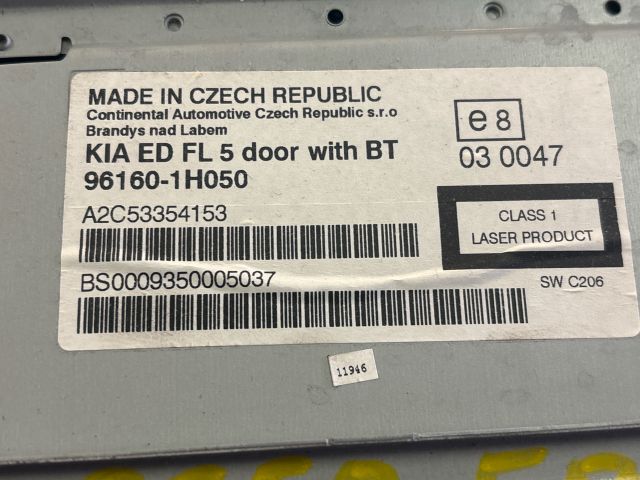 MADE IN CZECH REPUBLIC
Continental Automotive Czech Republic s.r.o
Brandys nad Labem
KIA ED FL 5 door with BT
96160-1H050
e8
03 0047
A2C53354153
CLASS 1
LASER PRODUCT
BS0009350005037
SW C206
11946